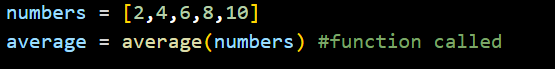 numbers = [2,4,6,8,10]
average = average(numbers) #function called